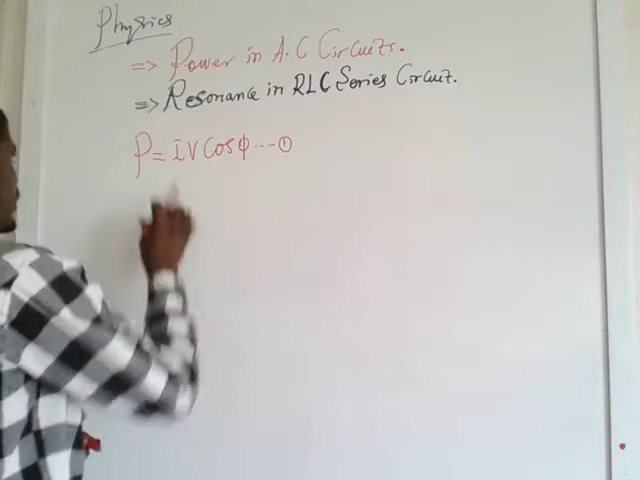 Physics
=> Power in A.C Circuits.
=> Resonance in RLC Series Circuit.
P = IV Cos φ ---- ①